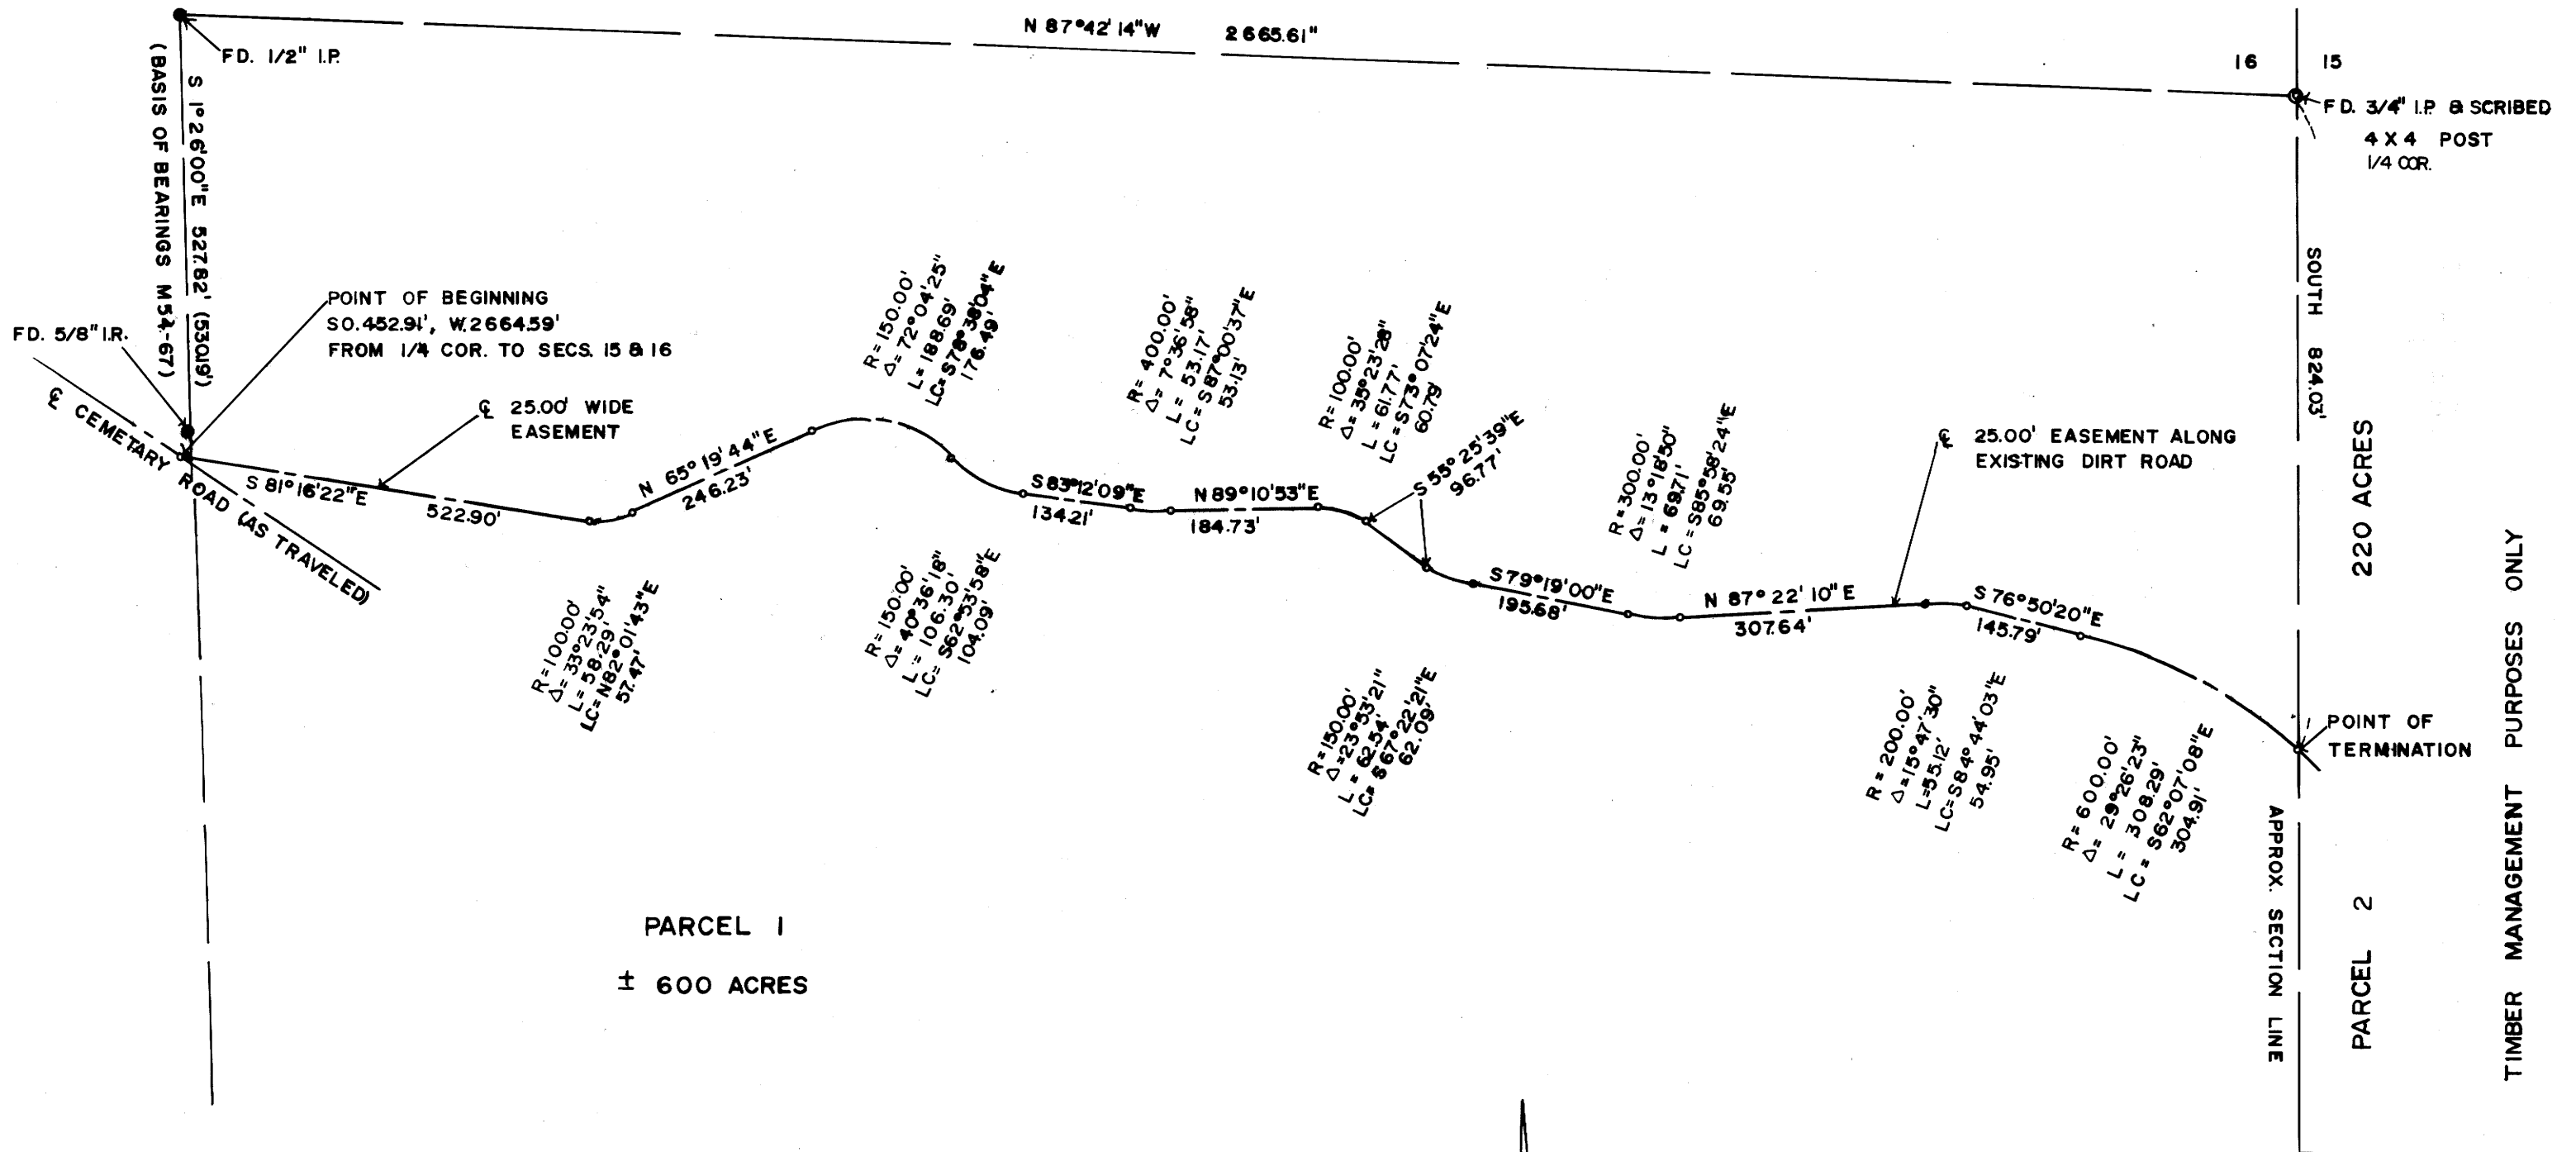 N 87°42'14"W 2665.61"
FD. 1/2" I.P.
16 15
FD. 3/4" I.P. & SCRIBED
4 X 4 POST
1/4 COR.
S 1°26'00"E 527.82' (530.19')
(BASIS OF BEARINGS M54-67)
POINT OF BEGINNING
SO.452.91', W.2664.59'
FROM 1/4 COR. TO SECS. 15 & 16
FD. 5/8" I.R.
℄ CEMETARY ROAD (AS TRAVELED)
℄ 25.00' WIDE
EASEMENT
S 81°16'22"E
522.90'
R=100.00'
Δ=33°23'54"
L=58.29'
LC=N82°01'43"E
57.47'
N 65°19'44"E
246.23'
R=150.00'
Δ=72°04'25"
L=188.69'
LC=S78°38'04"E
176.49'
R=150.00'
Δ=40°36'18"
L=106.30'
LC=S62°53'58"E
104.09'
S83°12'09"E
134.21'
R=400.00'
Δ=7°36'58"
L=53.17'
LC=S87°00'37"E
53.13'
N89°10'53"E
184.73'
R=100.00'
Δ=35°23'28"
L=61.77'
LC=S73°07'24"E
60.79'
S 55°25'39"E
96.77'
R=150.00'
Δ=23°53'21"
L=62.54'
LC=S67°22'21"E
62.09'
S79°19'00"E
195.68'
R=300.00'
Δ=13°18'50"
L=69.71'
LC=S85°58'24"E
69.55'
N 87°22'10"E
307.64'
℄ 25.00' EASEMENT ALONG
EXISTING DIRT ROAD
R=200.00'
Δ=15°47'30"
L=55.12'
LC=S84°44'03"E
54.95'
S 76°50'20"E
145.79'
R=600.00'
Δ=29°26'23"
L=308.29'
LC=S62°07'08"E
304.91'
SOUTH 824.03'
POINT OF
TERMINATION
APPROX. SECTION LINE
PARCEL 1
± 600 ACRES
PARCEL 2 220 ACRES
TIMBER MANAGEMENT PURPOSES ONLY